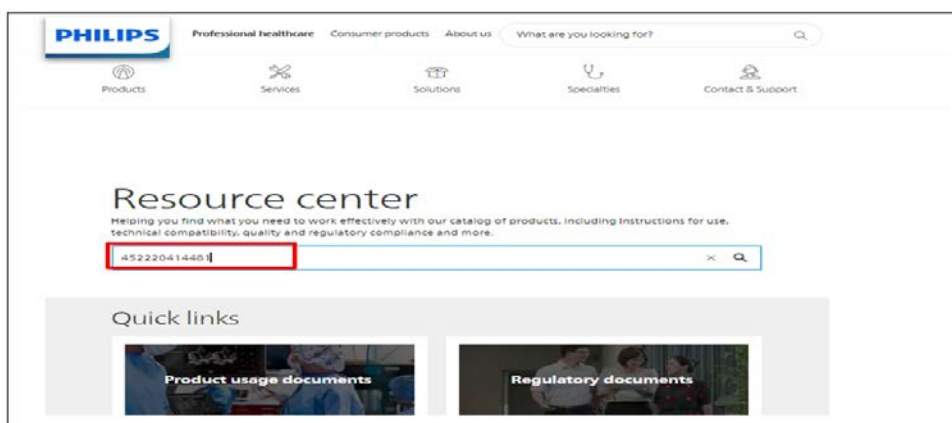 PHILIPS
Professional healthcare Consumer products About us What are you looking for?
Products Services Solutions Specialties Contact & Support
Resource center
Helping you find what you need to work effectively with our catalog of products, including Instructions for use,
technical compatibility, quality and regulatory compliance and more.
452220414481
Quick links
Product usage documents Regulatory documents